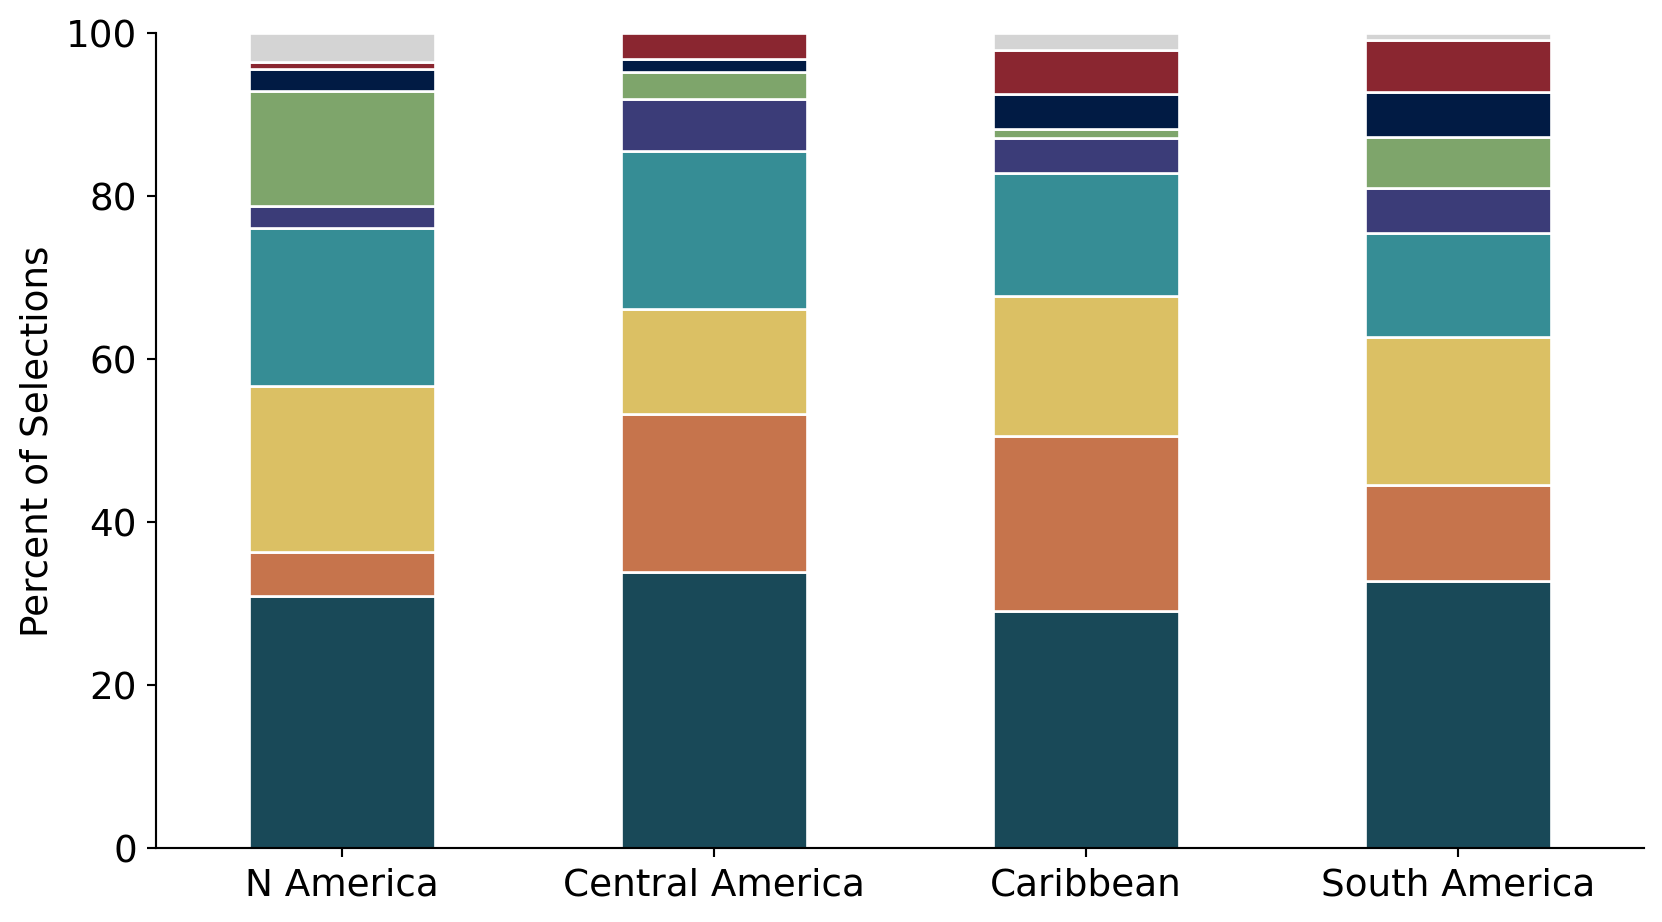 100
80
60
40
20
0
Percent of Selections
N America
Central America
Caribbean
South America